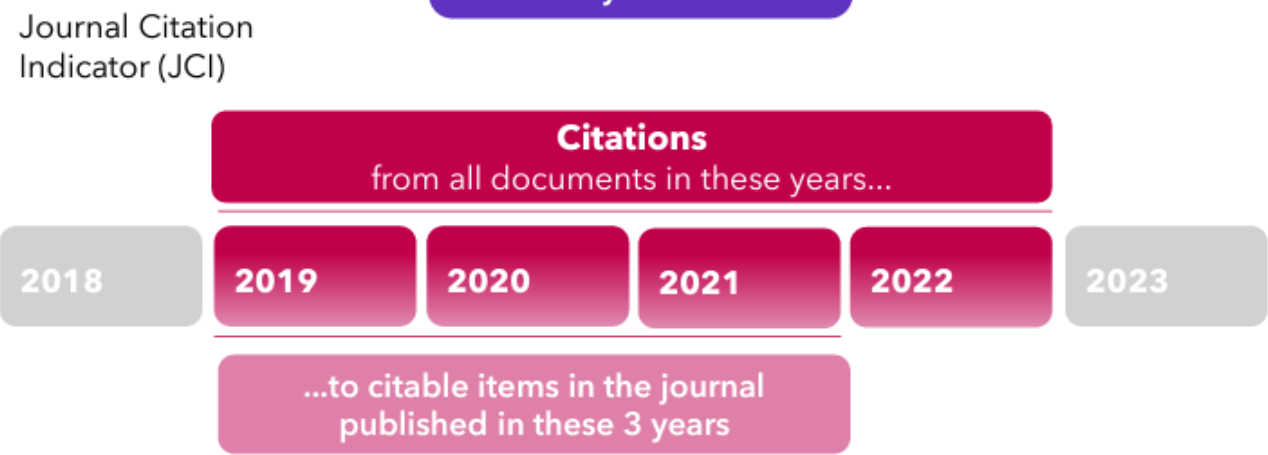 Journal Citation
Indicator (JCI)
Citations
from all documents in these years...
2018
2019
2020
2021
2022
2023
...to citable items in the journal
published in these 3 years